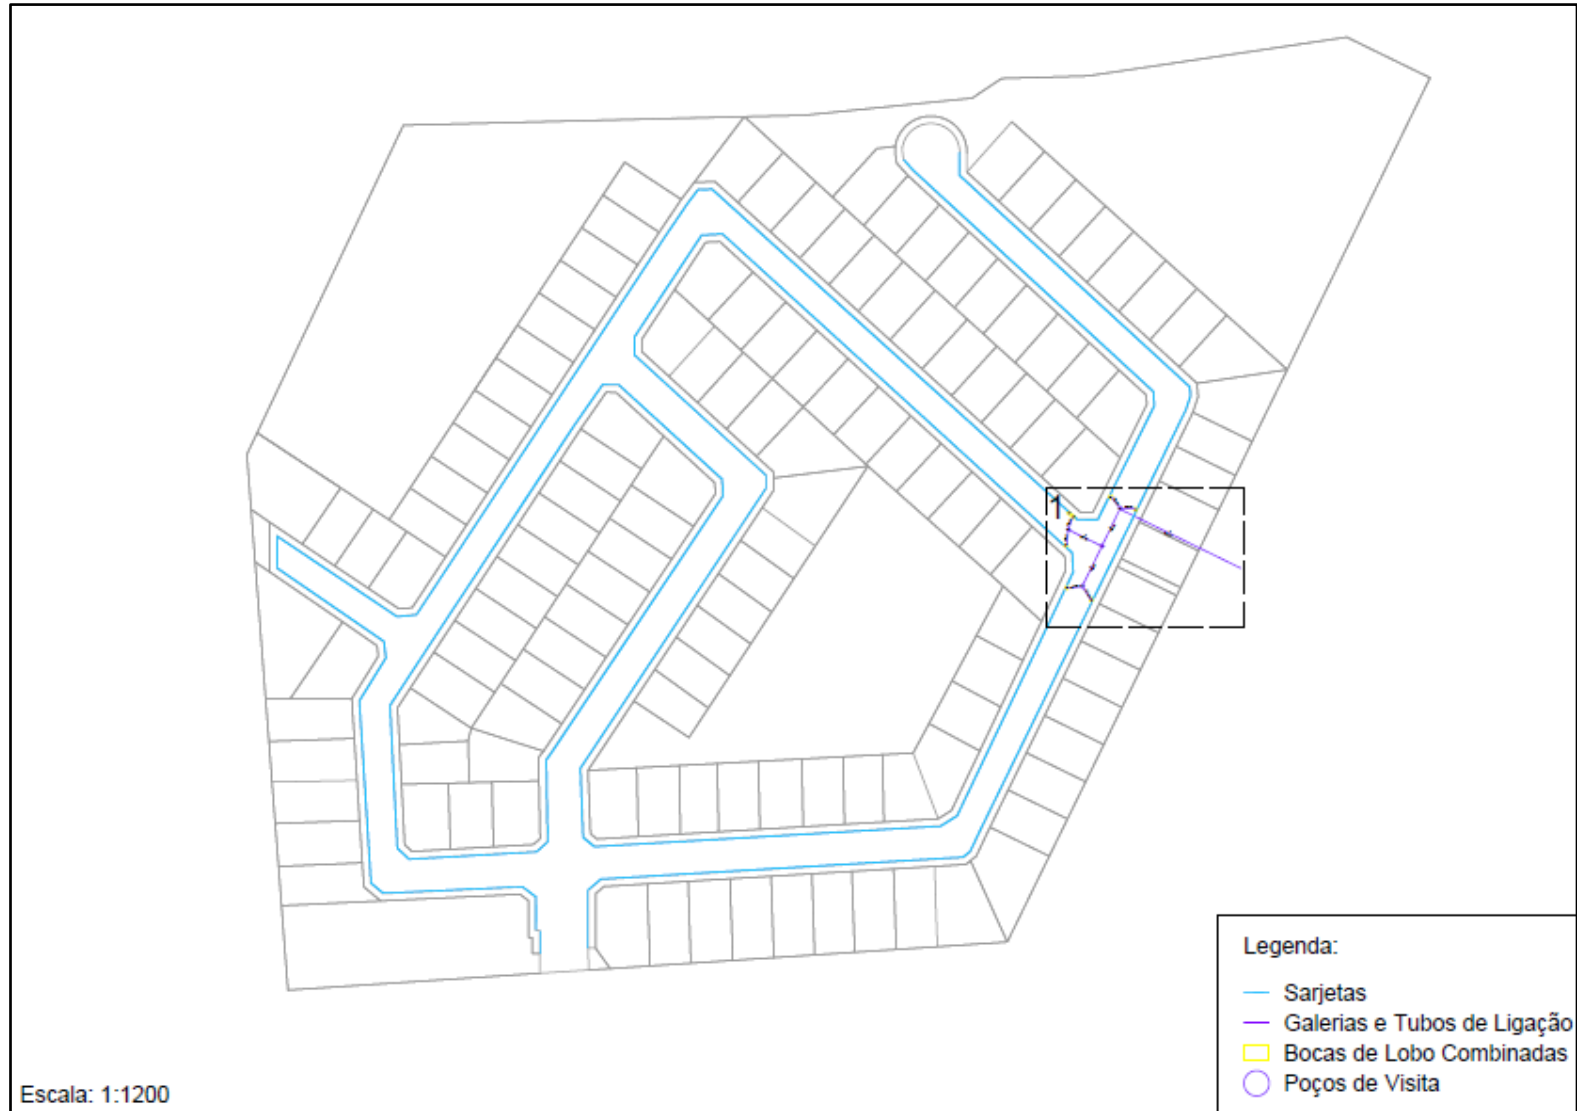 1
Legenda:
Sarjetas
Galerias e Tubos de Ligação
Bocas de Lobo Combinadas
Poços de Visita
Escala: 1:1200